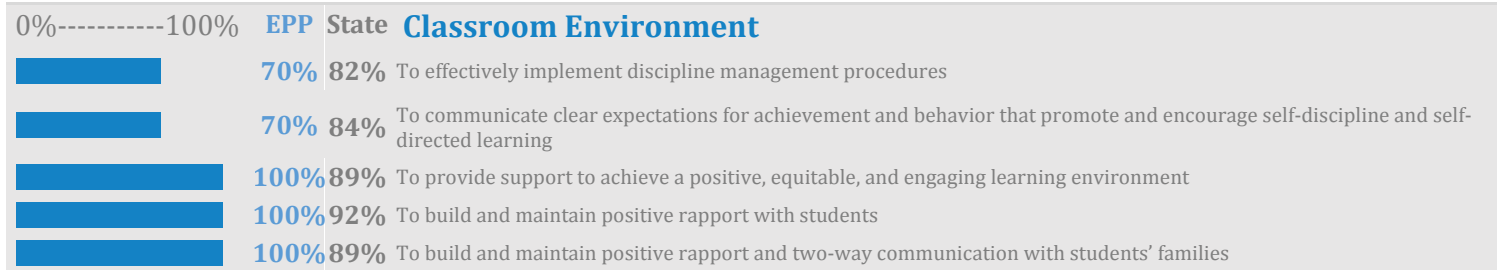 0%-----------100% EPP State Classroom Environment
70% 82% To effectively implement discipline management procedures
70% 84% To communicate clear expectations for achievement and behavior that promote and encourage self-discipline and self-
directed learning
100% 89% To provide support to achieve a positive, equitable, and engaging learning environment
100% 92% To build and maintain positive rapport with students
100% 89% To build and maintain positive rapport and two-way communication with students’ families